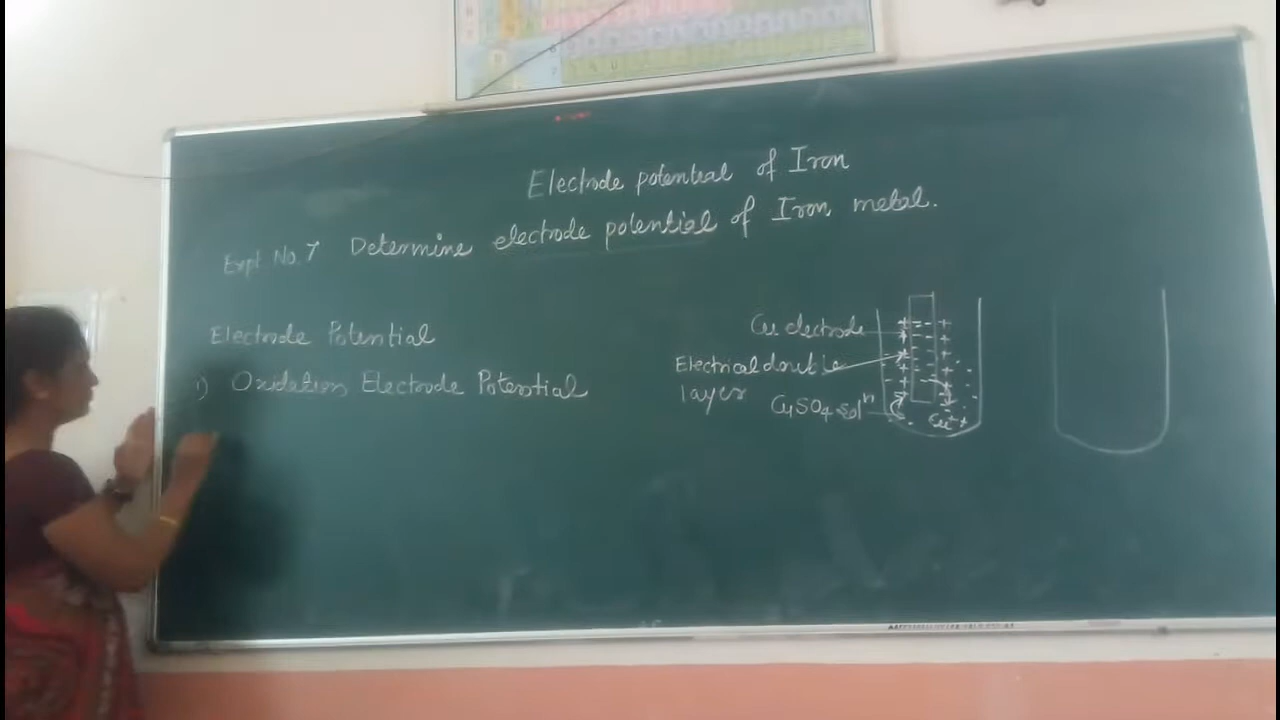 Electrode potential of Iron
Expt No. 7 Determine electrode potential of Iron metal.
Electrode Potential
1) Oxidation Electrode Potential
Cu electrode
Electrical double
layer
CuSO4 solⁿ
Cu++